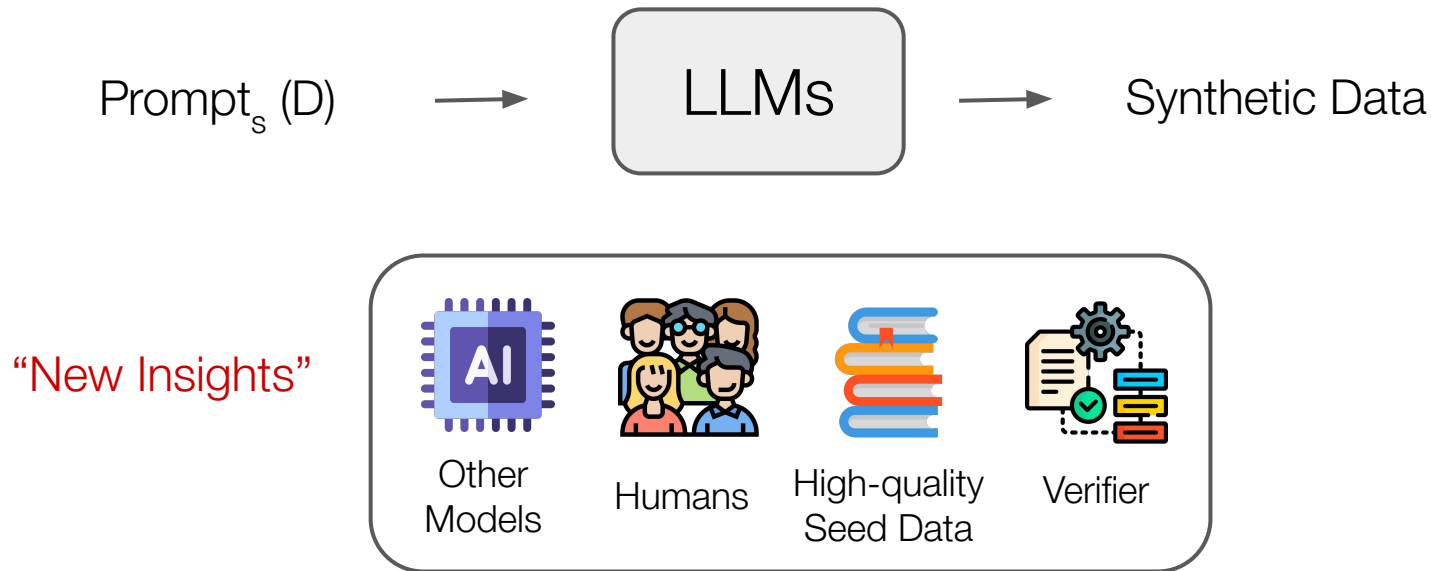 Promptₛ (D)
LLMs
Synthetic Data
“New Insights”
AI
Other
Models
Humans
High-quality
Seed Data
Verifier